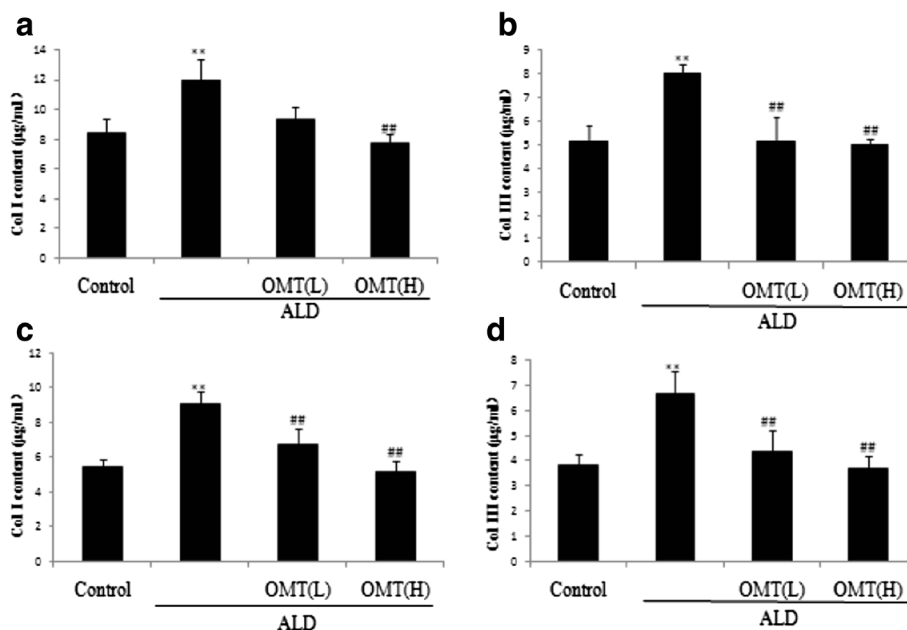 a
Col I content (μg/ml)
14
12
10
8
6
4
2
0
**
##
Control
OMT(L)
OMT(H)
ALD
b
Col III content (μg/ml)
9
8
7
6
5
4
3
2
1
0
**
##
##
Control
OMT(L)
OMT(H)
ALD
c
Col I content (μg/ml)
12
10
8
6
4
2
0
**
##
##
Control
OMT(L)
OMT(H)
ALD
d
Col III content (μg/ml)
8
7
6
5
4
3
2
1
0
**
##
##
Control
OMT(L)
OMT(H)
ALD